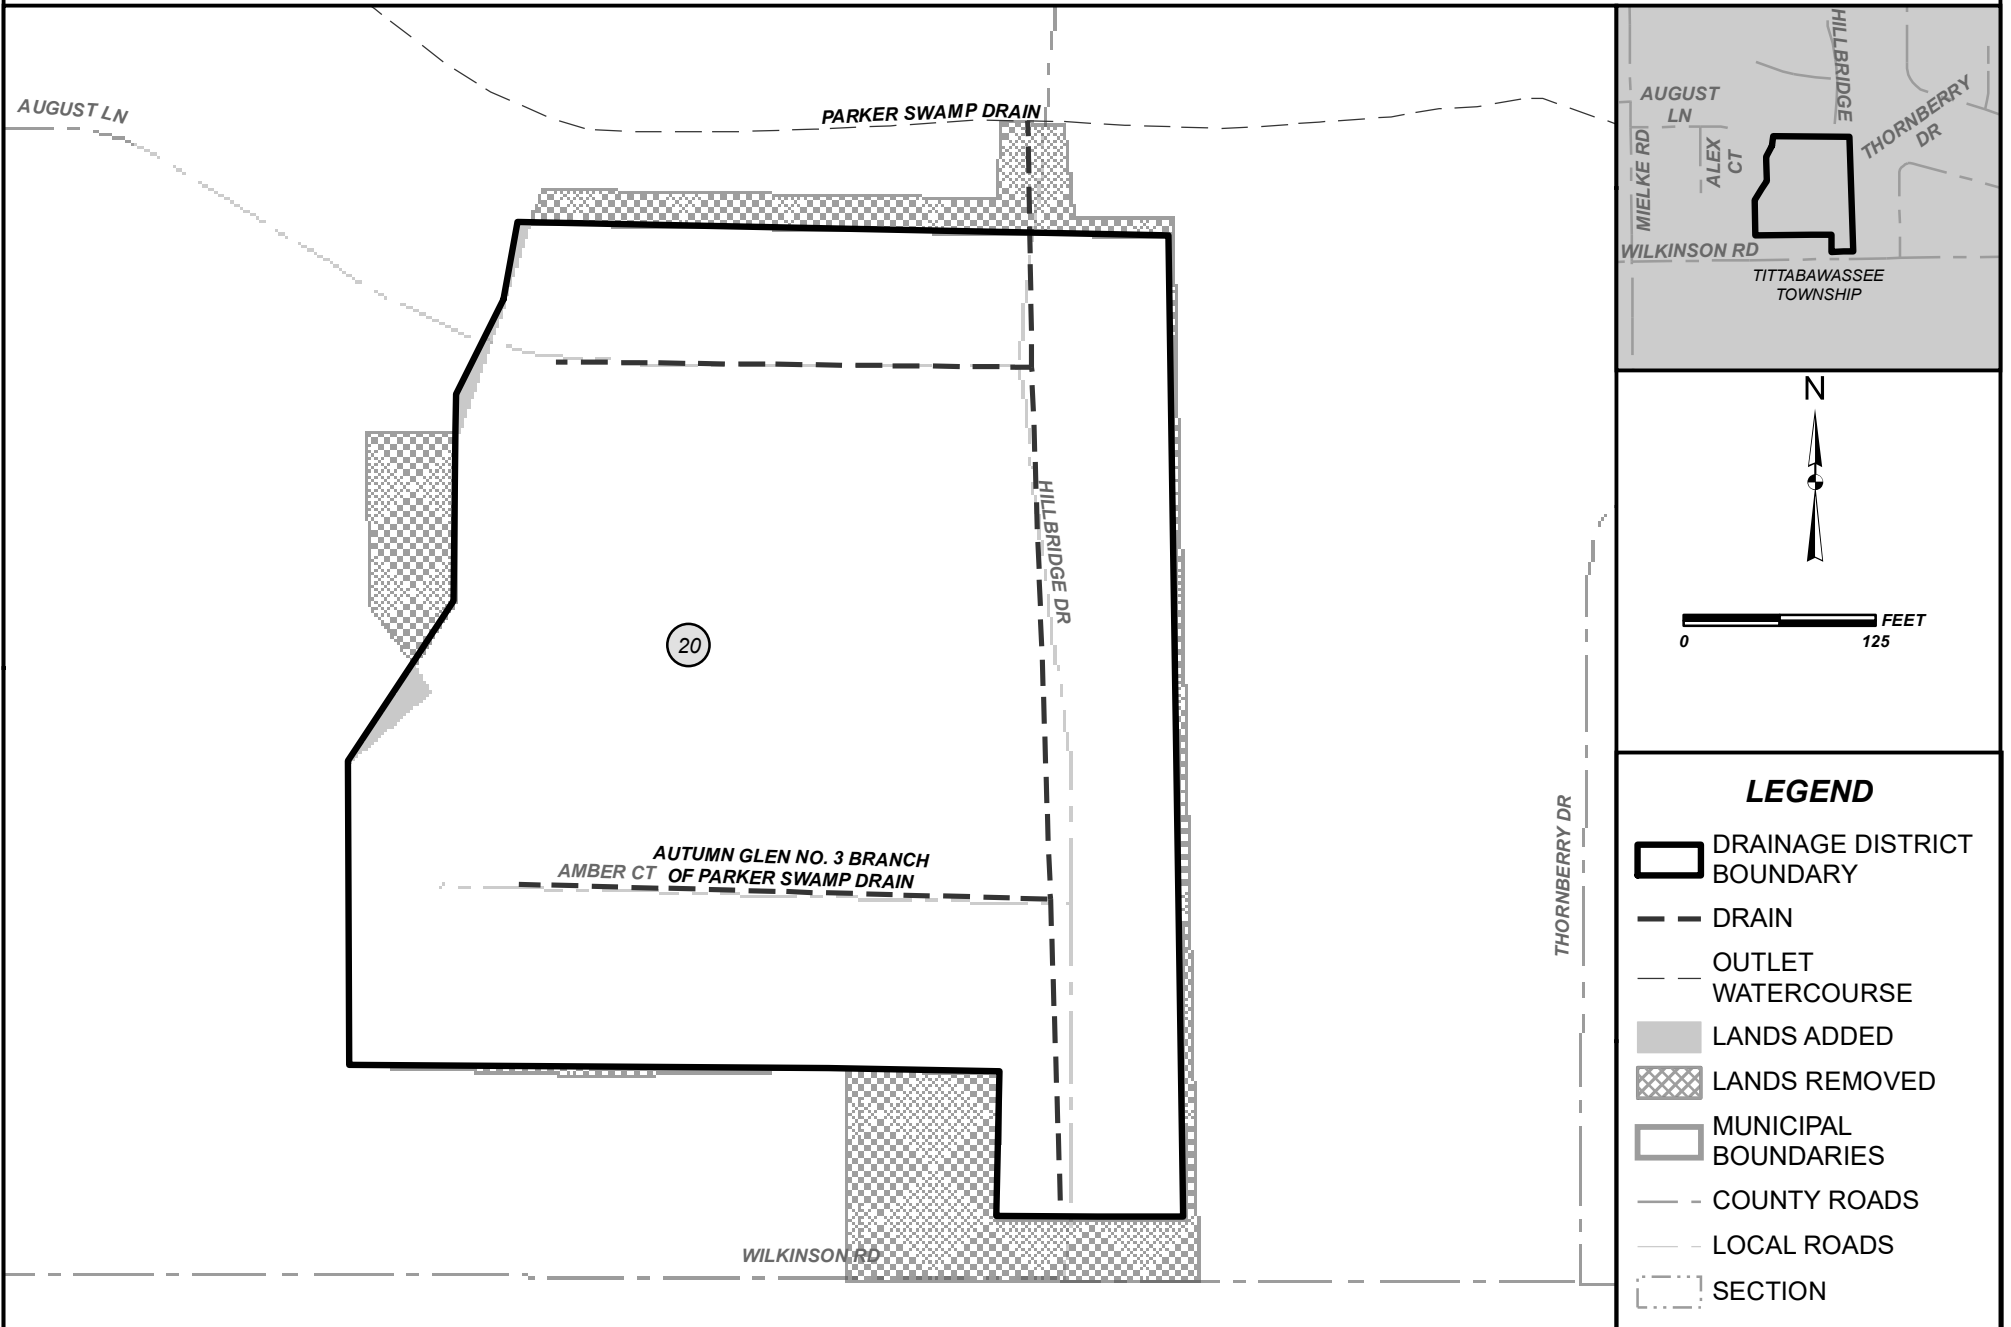 AUGUST LN
PARKER SWAMP DRAIN
HILLBRIDGE DR
20
AUTUMN GLEN NO. 3 BRANCH
OF PARKER SWAMP DRAIN
AMBER CT
THORNBERRY DR
WILKINSON RD
HILLBRIDGE
AUGUST
LN
THORNBERRY
DR
MIELKE RD
ALEX
CT
WILKINSON RD
TITTABAWASSEE
TOWNSHIP
N
FEET
0 125
LEGEND
DRAINAGE DISTRICT
BOUNDARY
DRAIN
OUTLET
WATERCOURSE
LANDS ADDED
LANDS REMOVED
MUNICIPAL
BOUNDARIES
COUNTY ROADS
LOCAL ROADS
SECTION